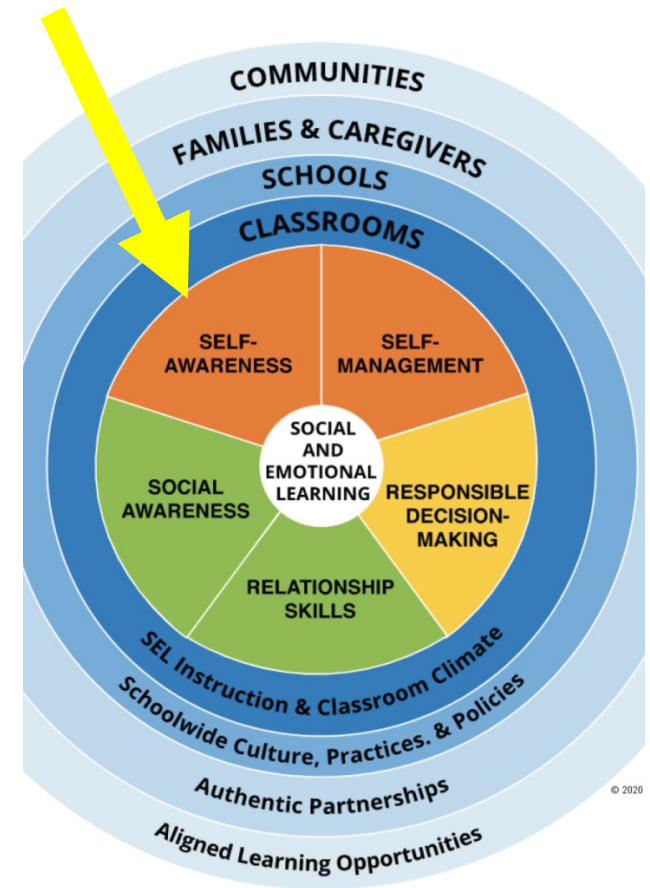 COMMUNITIES
FAMILIES & CAREGIVERS
SCHOOLS
CLASSROOMS
SELF-
AWARENESS
SELF-
MANAGEMENT
SOCIAL
AND
EMOTIONAL
LEARNING
SOCIAL
AWARENESS
RESPONSIBLE
DECISION-
MAKING
RELATIONSHIP
SKILLS
SEL Instruction & Classroom Climate
Schoolwide Culture, Practices. & Policies
Authentic Partnerships
Aligned Learning Opportunities
© 2020